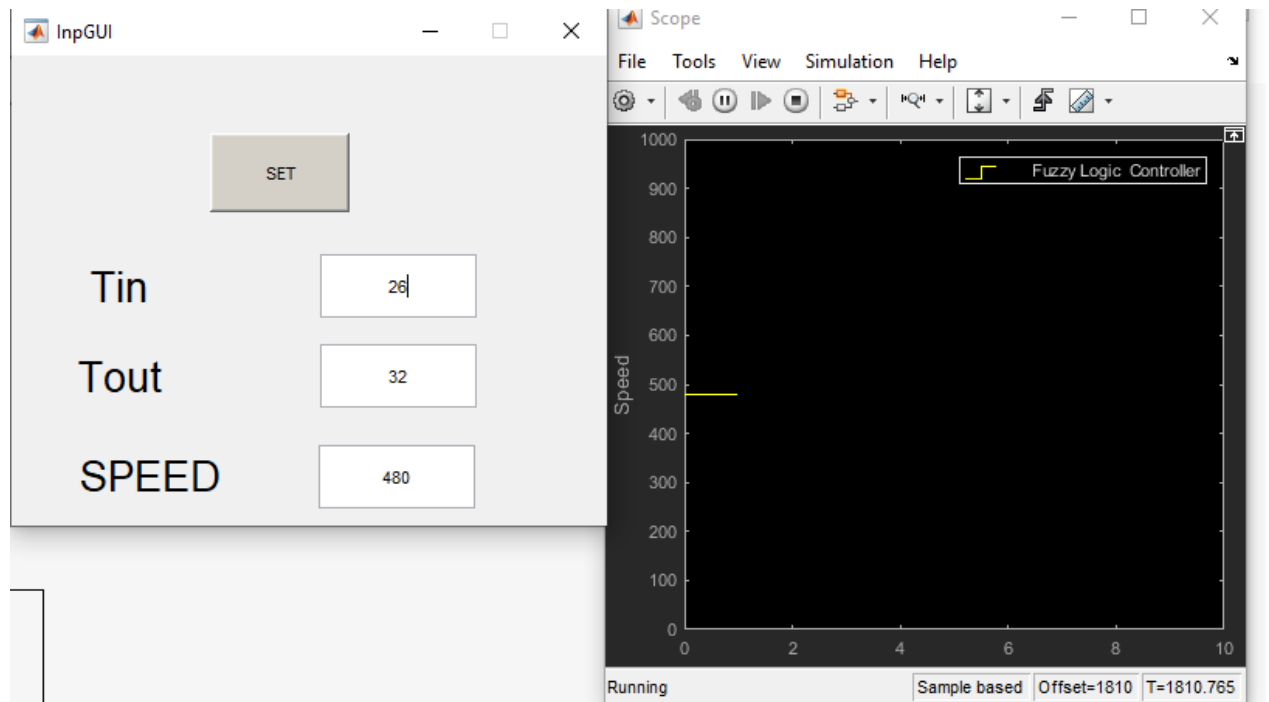 InpGUI
SET
Tin 26
Tout 32
SPEED 480
Scope
File Tools View Simulation Help
1000
900
800
700
600
500
400
300
200
100
0
Speed
Fuzzy Logic Controller
0 2 4 6 8 10
Running Sample based Offset=1810 T=1810.765